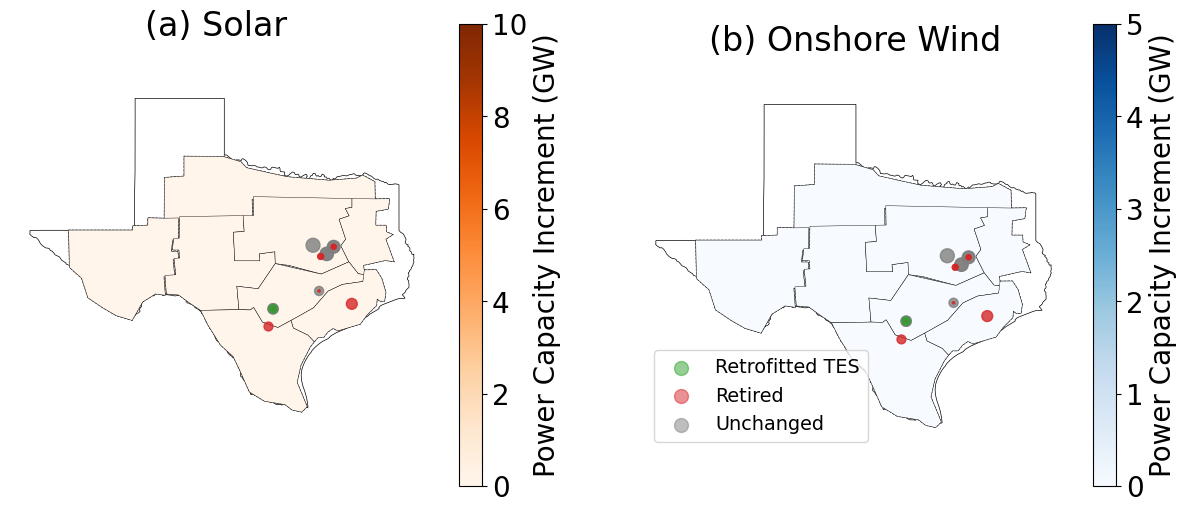 (a) Solar
10
8
6
4
2
0
Power Capacity Increment (GW)
(b) Onshore Wind
5
4
3
2
1
0
Power Capacity Increment (GW)
Retrofitted TES
Retired
Unchanged